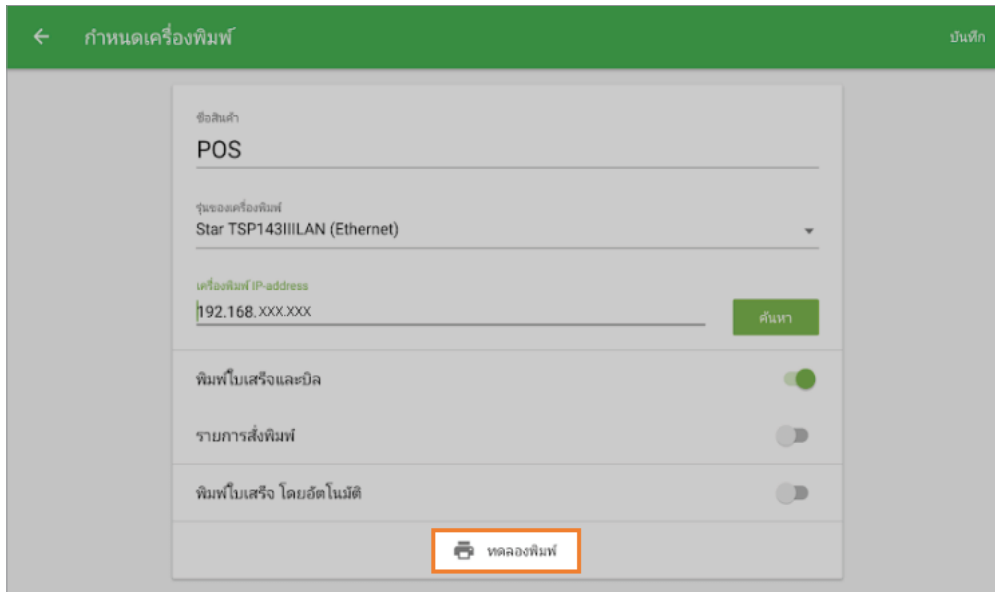 กำหนดเครื่องพิมพ์
บันทึก
ชื่อสินค้า
POS
รุ่นของเครื่องพิมพ์
Star TSP143IIILAN (Ethernet)
เครื่องพิมพ์ IP-address
192.168.XXX.XXX
ค้นหา
พิมพ์ใบเสร็จและบิล
รายการสั่งพิมพ์
พิมพ์ใบเสร็จ โดยอัตโนมัติ
ทดลองพิมพ์